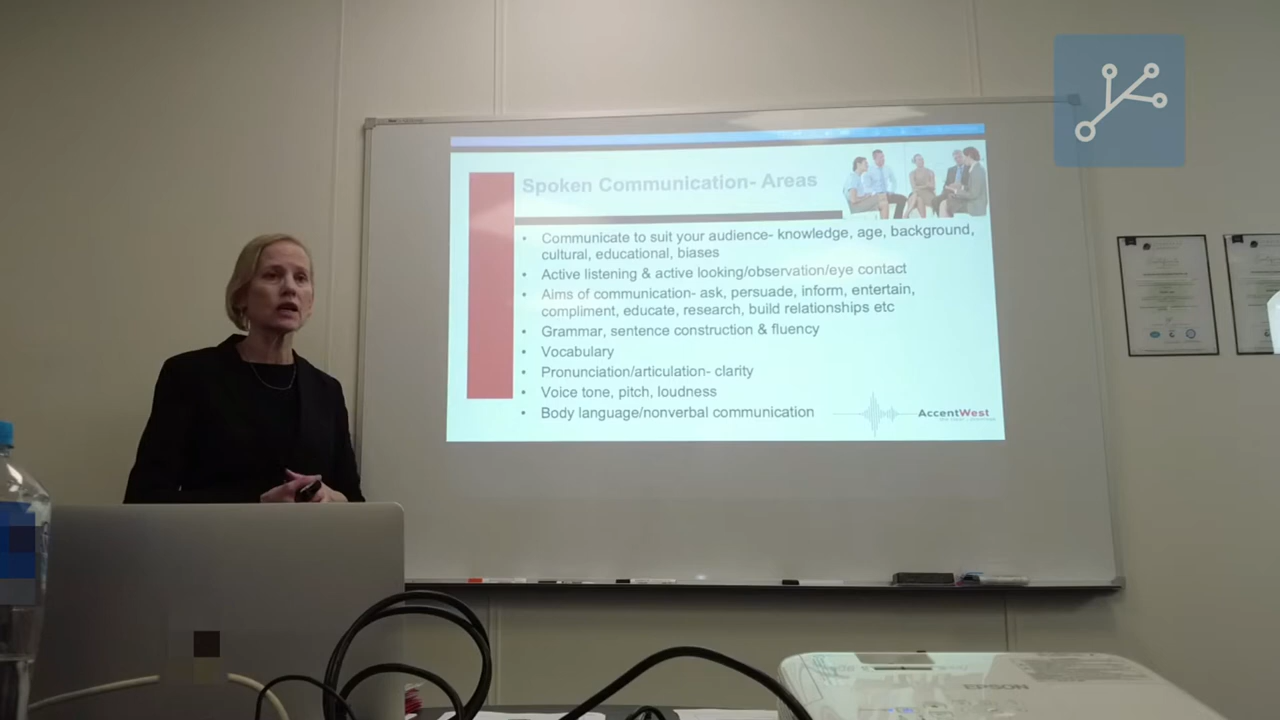 Spoken Communication- Areas
• Communicate to suit your audience- knowledge, age, background,
cultural, educational, biases
• Active listening & active looking/observation/eye contact
• Aims of communication- ask, persuade, inform, entertain,
compliment, educate, research, build relationships etc
• Grammar, sentence construction & fluency
• Vocabulary
• Pronunciation/articulation- clarity
• Voice tone, pitch, loudness
• Body language/nonverbal communication
AccentWest
EPSON